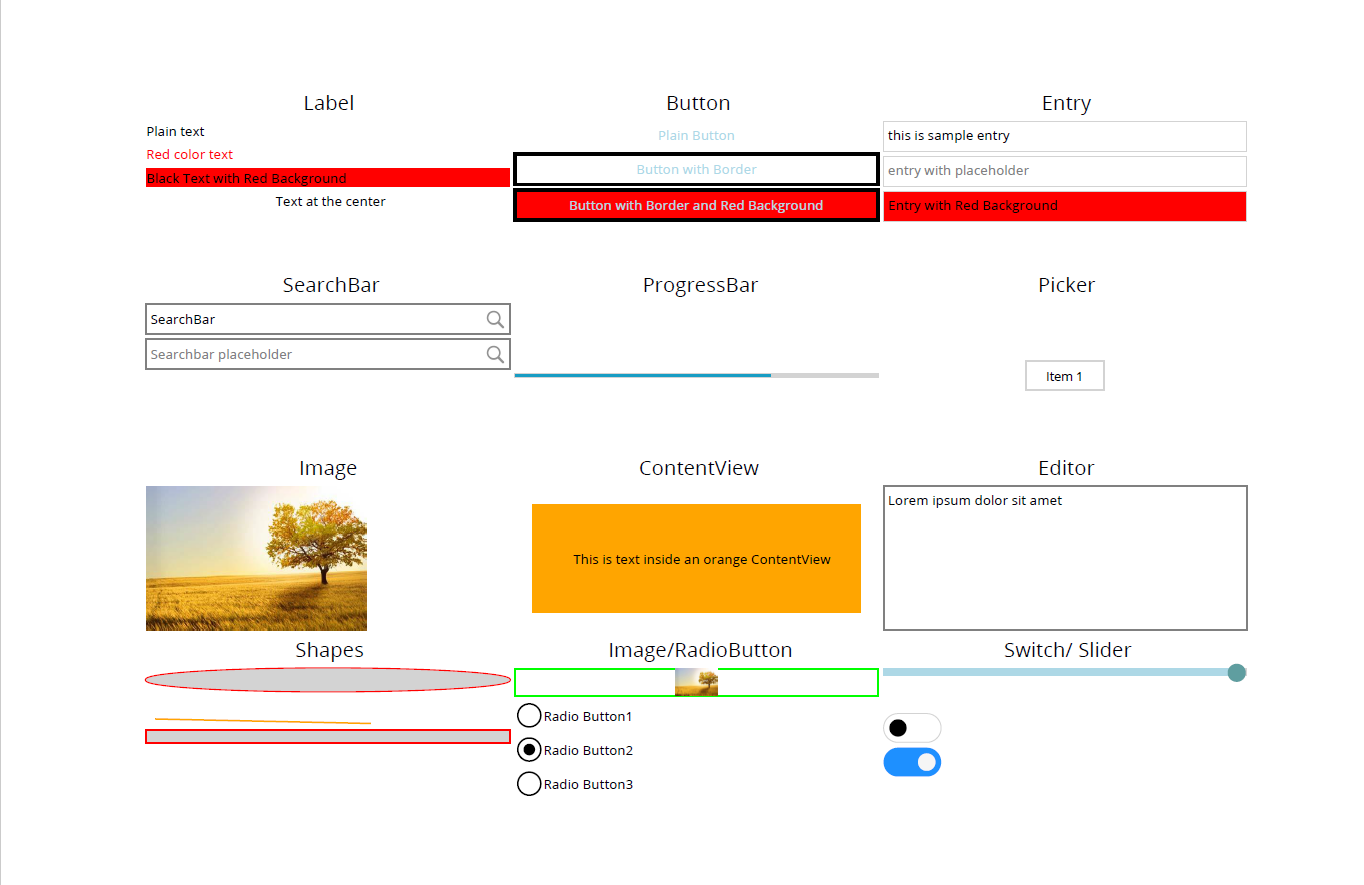 Label
Plain text
Red color text
Black Text with Red Background
Text at the center
Button
Plain Button
Button with Border
Button with Border and Red Background
Entry
this is sample entry
entry with placeholder
Entry with Red Background
SearchBar
SearchBar
Searchbar placeholder
ProgressBar
Picker
Item 1
Image
ContentView
This is text inside an orange ContentView
Editor
Lorem ipsum dolor sit amet
Shapes
Image/RadioButton
Radio Button1
Radio Button2
Radio Button3
Switch/ Slider